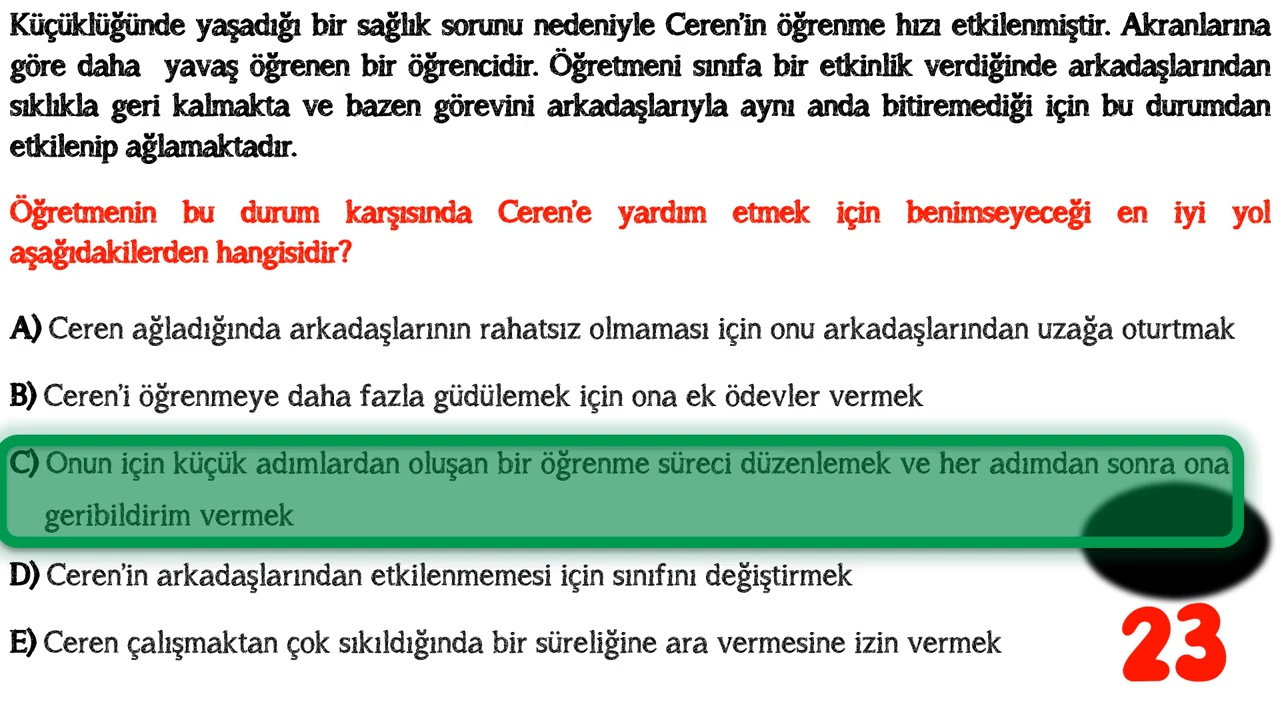 Küçüklüğünde yaşadığı bir sağlık sorunu nedeniyle Ceren'in öğrenme hızı etkilenmiştir. Akranlarına
göre daha yavaş öğrenen bir öğrencidir. Öğretmeni sınıfa bir etkinlik verdiğinde arkadaşlarından
sıklıkla geri kalmakta ve bazen görevini arkadaşlarıyla aynı anda bitiremediği için bu durumdan
etkilenip ağlamaktadır.
Öğretmenin bu durum karşısında Ceren'e yardım etmek için benimseyeceği en iyi yol
aşağıdakilerden hangisidir?
A) Ceren ağladığında arkadaşlarının rahatsız olmaması için onu arkadaşlarından uzağa oturtmak
B) Ceren'i öğrenmeye daha fazla güdülemek için ona ek ödevler vermek
C) Onun için küçük adımlardan oluşan bir öğrenme süreci düzenlemek ve her adımdan sonra ona
geribildirim vermek
D) Ceren'in arkadaşlarından etkilenmemesi için sınıfını değiştirmek
E) Ceren çalışmaktan çok sıkıldığında bir süreliğine ara vermesine izin vermek
23